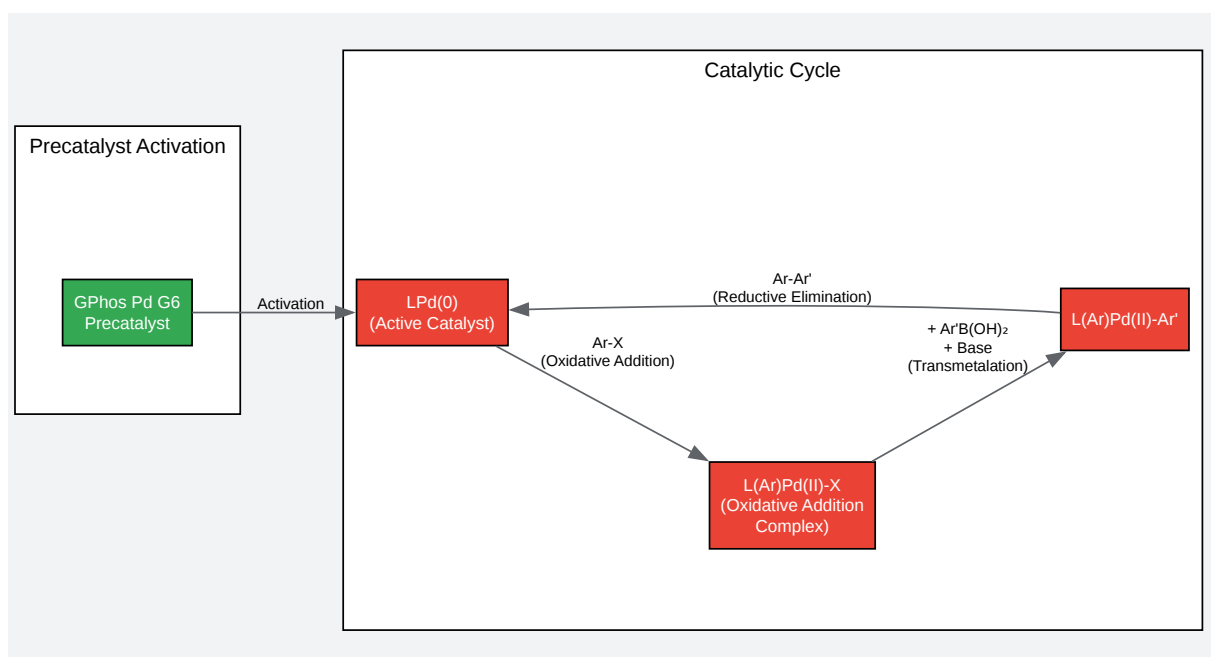 Catalytic Cycle
Precatalyst Activation
GPhos Pd G6
Precatalyst
Activation
LPd(0)
(Active Catalyst)
Ar-X
(Oxidative Addition)
Ar-Ar'
(Reductive Elimination)
+ Ar'B(OH)₂
+ Base
(Transmetalation)
L(Ar)Pd(II)-Ar'
L(Ar)Pd(II)-X
(Oxidative Addition
Complex)